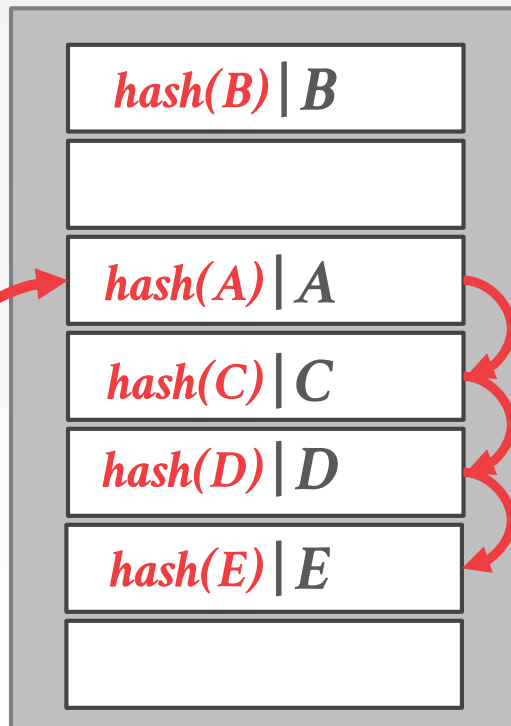 hash(B) | B
hash(A) | A
hash(C) | C
hash(D) | D
hash(E) | E